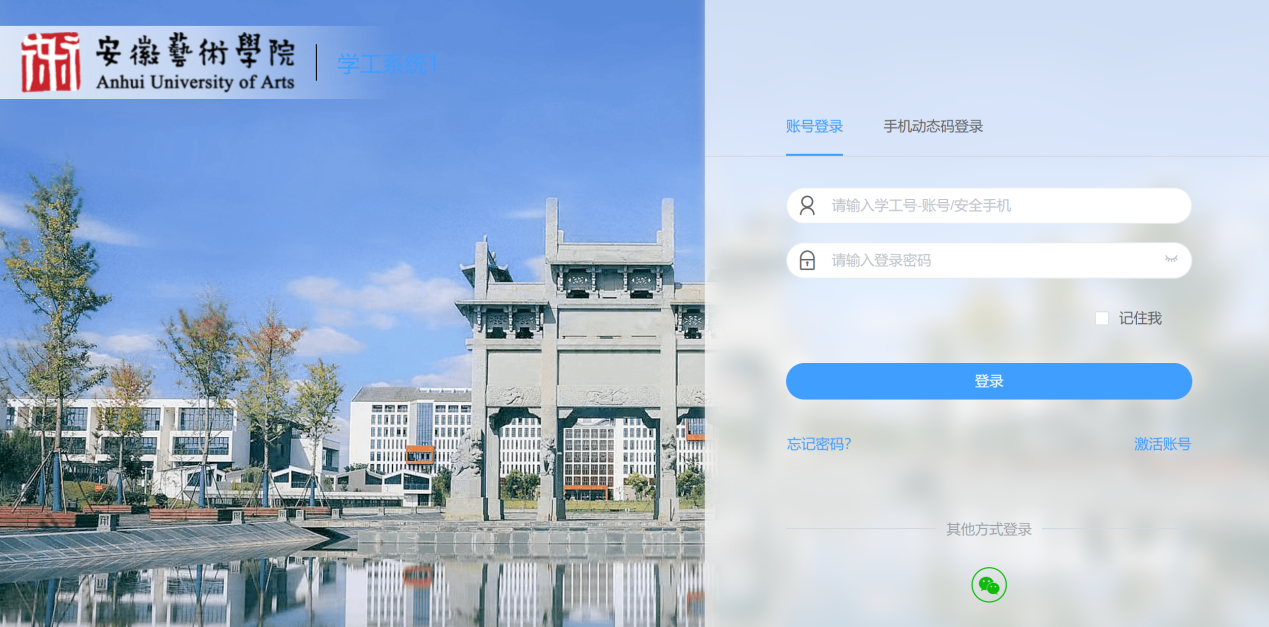 安徽藝術學院
Anhui University of Arts
学工系统1
账号登录
手机动态码登录
请输入学工号-账号/安全手机
请输入登录密码
记住我
登录
忘记密码?
激活账号
其他方式登录